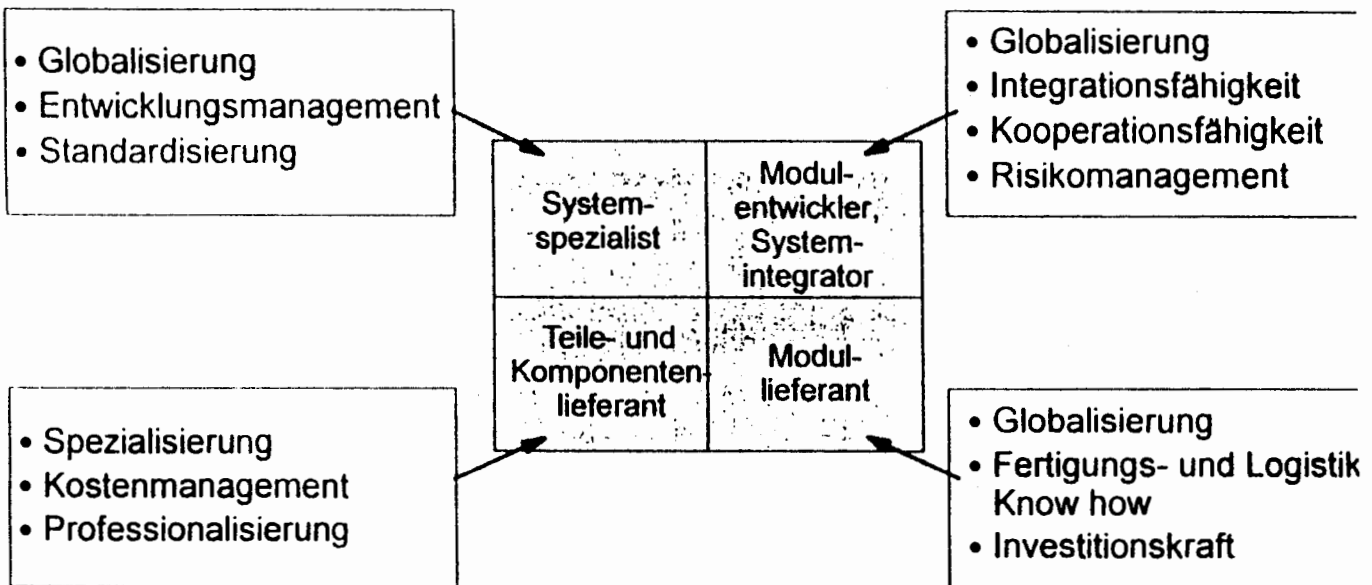 • Globalisierung
• Entwicklungsmanagement
• Standardisierung
• Globalisierung
• Integrationsfähigkeit
• Kooperationsfähigkeit
• Risikomanagement
System-
spezialist
Modul-
entwickler,
System-
integrator
Teile- und
Komponenten-
lieferant
Modul-
lieferant
• Spezialisierung
• Kostenmanagement
• Professionalisierung
• Globalisierung
• Fertigungs- und Logistik
Know how
• Investitionskraft